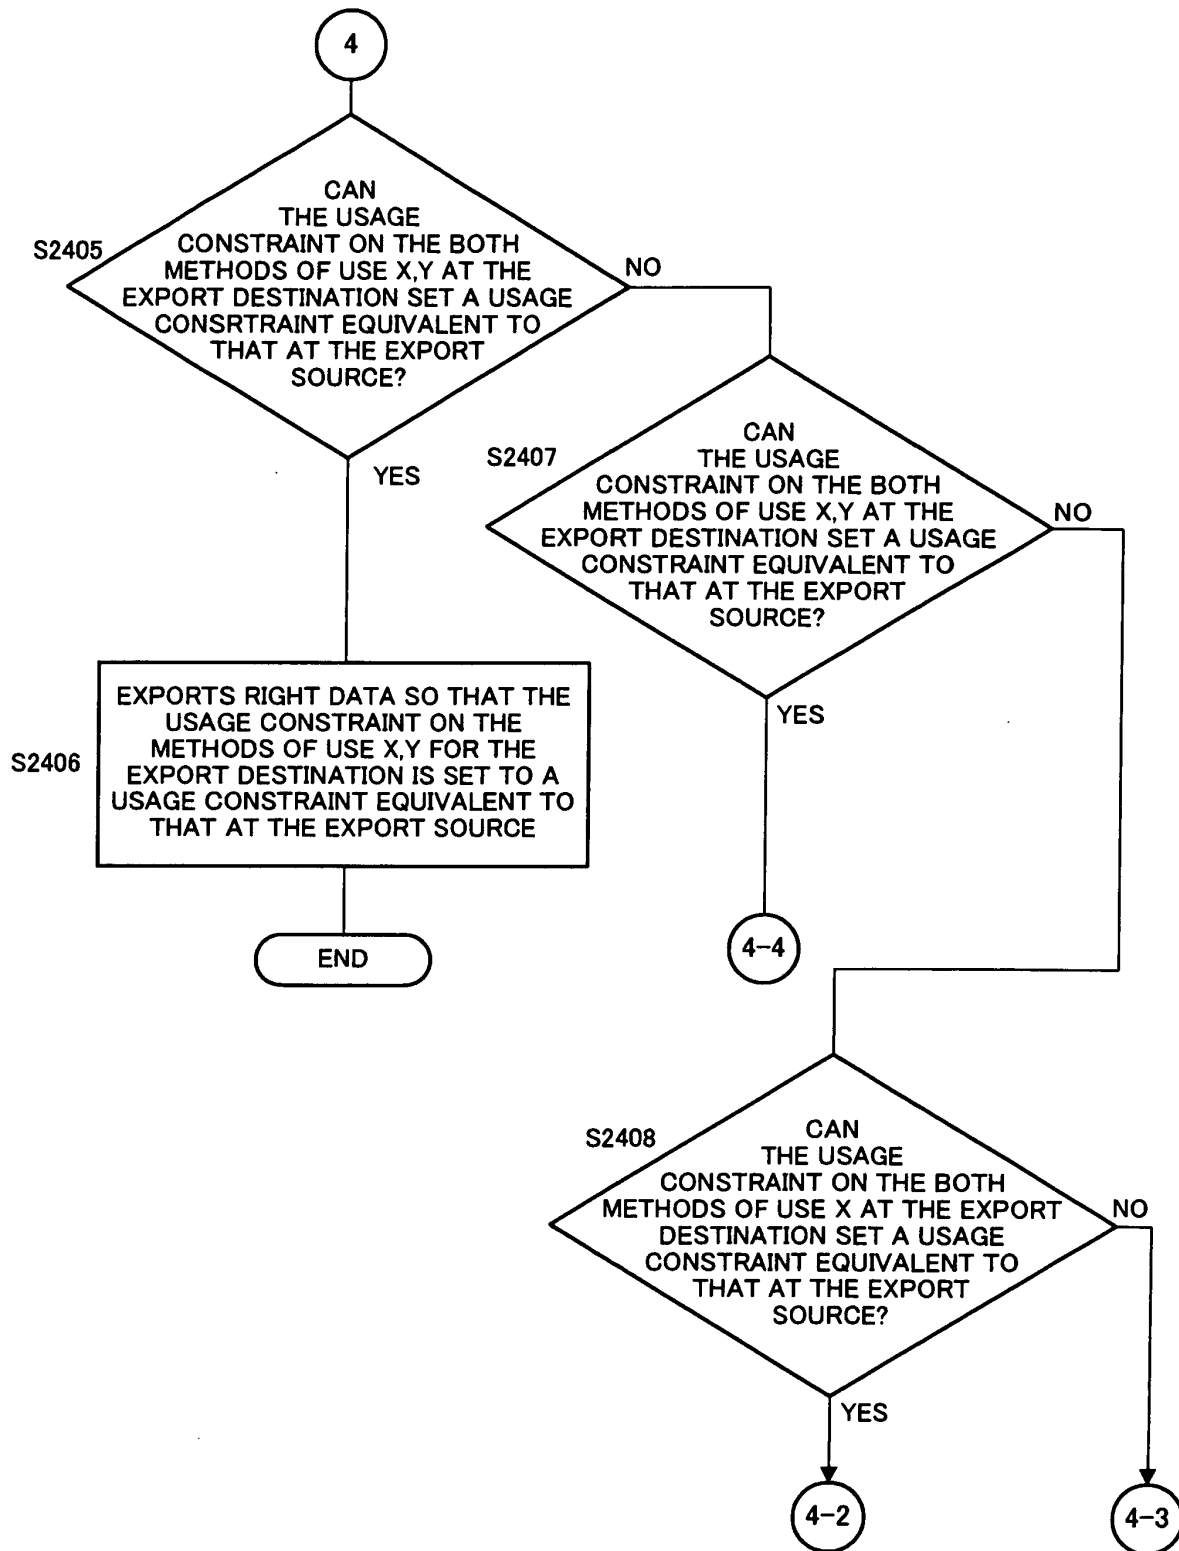 4
CAN
THE USAGE
CONSTRAINT ON THE BOTH
METHODS OF USE X,Y AT THE
EXPORT DESTINATION SET A USAGE
CONSRTRAINT EQUIVALENT TO
THAT AT THE EXPORT
SOURCE?
S2405
NO
YES
S2407
CAN
THE USAGE
CONSTRAINT ON THE BOTH
METHODS OF USE X,Y AT THE
EXPORT DESTINATION SET A USAGE
CONSTRAINT EQUIVALENT TO
THAT AT THE EXPORT
SOURCE?
NO
YES
S2406
EXPORTS RIGHT DATA SO THAT THE
USAGE CONSTRAINT ON THE
METHODS OF USE X,Y FOR THE
EXPORT DESTINATION IS SET TO A
USAGE CONSTRAINT EQUIVALENT TO
THAT AT THE EXPORT SOURCE
END
4-4
S2408
CAN
THE USAGE
CONSTRAINT ON THE BOTH
METHODS OF USE X AT THE EXPORT
DESTINATION SET A USAGE
CONSTRAINT EQUIVALENT TO
THAT AT THE EXPORT
SOURCE?
NO
YES
4-2
4-3